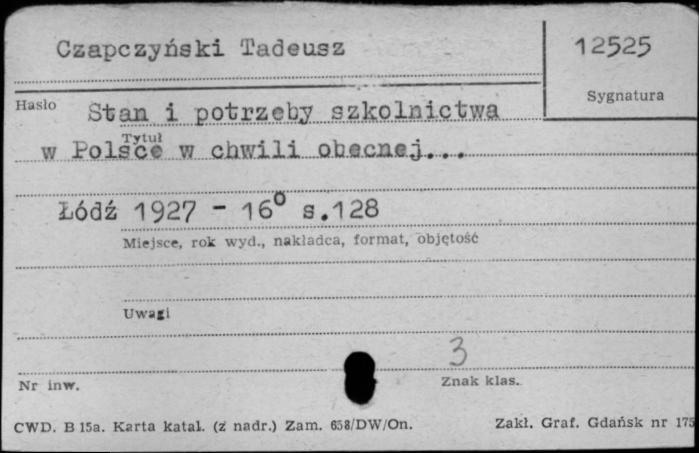 Czapczyński Tadeusz
12525
Sygnatura
Hasło
Stan i potrzeby szkolnictwa
Tytuł
w Polsce w chwili obecnej...
Łódź 1927 - 16⁰ s.128
Miejsce, rok wyd., nakładca, format, objętość
Uwagi
3
Nr inw.
Znak klas.
CWD. B 15a. Karta katal. (z nadr.) Zam. 658/DW/On.
Zakł. Graf. Gdańsk nr 175